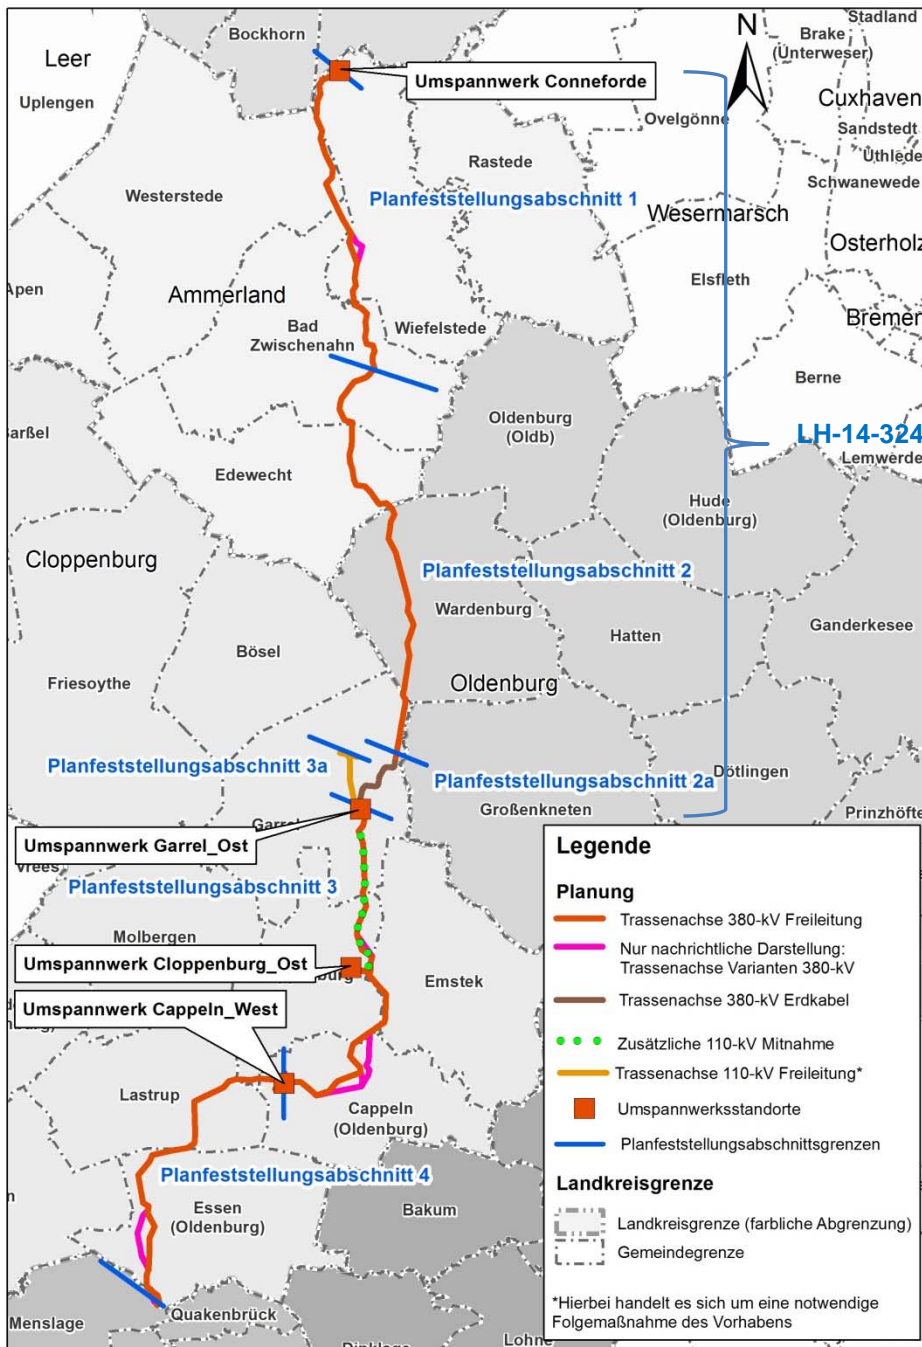 Stadland
Bockhorn
Brake
(Unterweser)
N
Leer
Umspannwerk Conneforde
Cuxhaven
Uplengen
Ovelgönne
Sandstedt
Rastede
Uthlede
Schwanewede
Westerstede
Planfeststellungsabschnitt 1
Wesermarsch
Osterholz
Elsfleth
Apen
Ammerland
Bremen
Bad
Zwischenahn
Wiefelstede
Berne
Oldenburg
(Oldb)
LH-14-324
Barßel
Lemwerde
Edewecht
Hude
(Oldenburg)
Cloppenburg
Planfeststellungsabschnitt 2
Wardenburg
Ganderkesee
Hatten
Bösel
Friesoythe
Oldenburg
Planfeststellungsabschnitt 3a
Planfeststellungsabschnitt 2a
Dötlingen
Großenkneten
Prinzhöfte
Garrel
Umspannwerk Garrel_Ost
Vrees
Planfeststellungsabschnitt 3
Molbergen
Umspannwerk Cloppenburg_Ost
Emstek
Umspannwerk Cappeln_West
Lastrup
Cappeln
(Oldenburg)
Planfeststellungsabschnitt 4
Essen
(Oldenburg)
Bakum
Menslage
Quakenbrück
Dinklage
Lohne
Legende
Planung
Trassenachse 380-kV Freileitung
Nur nachrichtliche Darstellung:
Trassenachse Varianten 380-kV
Trassenachse 380-kV Erdkabel
Zusätzliche 110-kV Mitnahme
Trassenachse 110-kV Freileitung*
Umspannwerksstandorte
Planfeststellungsabschnittsgrenzen
Landkreisgrenze
Landkreisgrenze (farbliche Abgrenzung)
Gemeindegrenze
*Hierbei handelt es sich um eine notwendige
Folgemaßnahme des Vorhabens